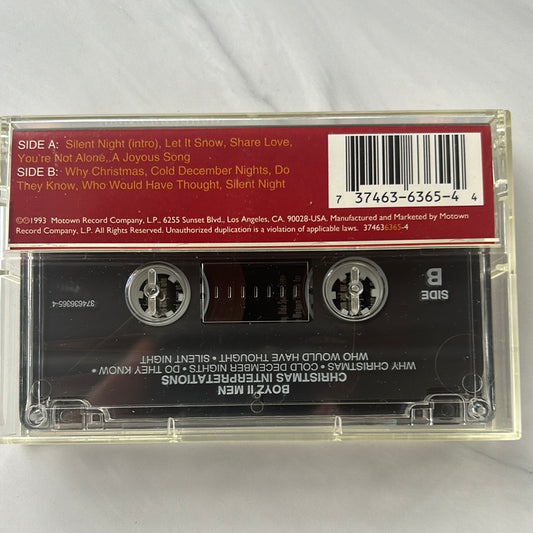 SIDE A: Silent Night (intro), Let It Snow, Share Love,
You're Not Alone,, A Joyous Song
SIDE B: Why Christmas, Cold December Nights, Do
They Know, Who Would Have Thought, Silent Night
7 37463-6365-4 4
©℗1993 Motown Record Company, L.P.. 6255 Sunset Blvd., Los Angeles, CA. 90028-USA. Manufactured and Marketed by Motown
Record Company, L.P. All Rights Reserved. Unauthorized duplication is a violation of applicable laws. 374636365-4
SIDE
B
374636365-4
BOYZ II MEN
CHRISTMAS INTERPRETATIONS
WHY CHRISTMAS • COLD DECEMBER NIGHTS • DO THEY KNOW •
WHO WOULD HAVE THOUGHT • SILENT NIGHT